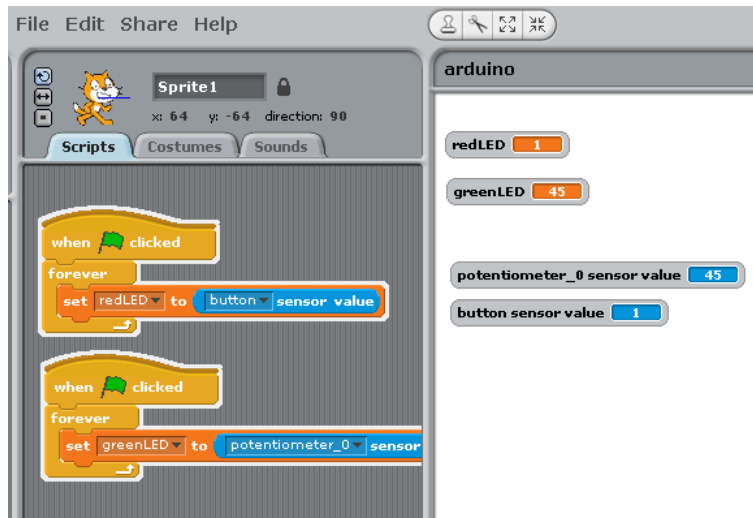 File Edit Share Help
Sprite1
x: 64 y: -64 direction: 90
Scripts Costumes Sounds
when clicked
forever
set redLED to button sensor value
when clicked
forever
set greenLED to potentiometer_0 sensor
arduino
redLED 1
greenLED 45
potentiometer_0 sensor value 45
button sensor value 1